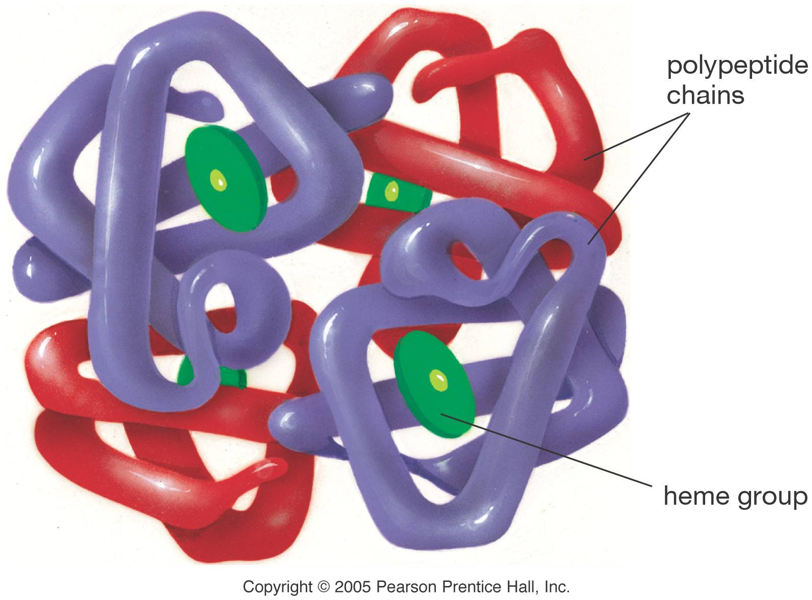 polypeptide
chains
heme group
Copyright © 2005 Pearson Prentice Hall, Inc.